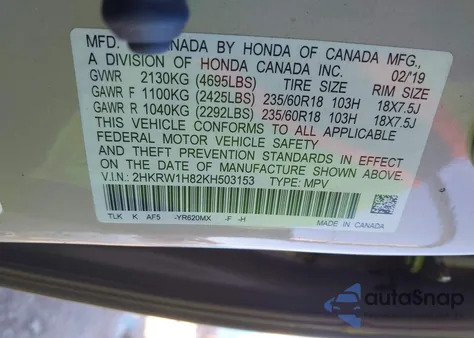 MFD. CANADA BY HONDA OF CANADA MFG.,
A DIVISION OF HONDA CANADA INC. 02/19
GVWR 2130KG (4695LBS) TIRE SIZE RIM SIZE
GAWR F 1100KG (2425LBS) 235/60R18 103H 18X7.5J
GAWR R 1040KG (2292LBS) 235/60R18 103H 18X7.5J
THIS VEHICLE CONFORMS TO ALL APPLICABLE
FEDERAL MOTOR VEHICLE SAFETY
AND THEFT PREVENTION STANDARDS IN EFFECT
ON THE DATE OF MANUFACTURE SHOWN ABOVE.
V.I.N.: 2HKRW1H82KH503153 TYPE: MPV
TLK K AF5 -YR620MX -F -H MADE IN CANADA
autoSnap